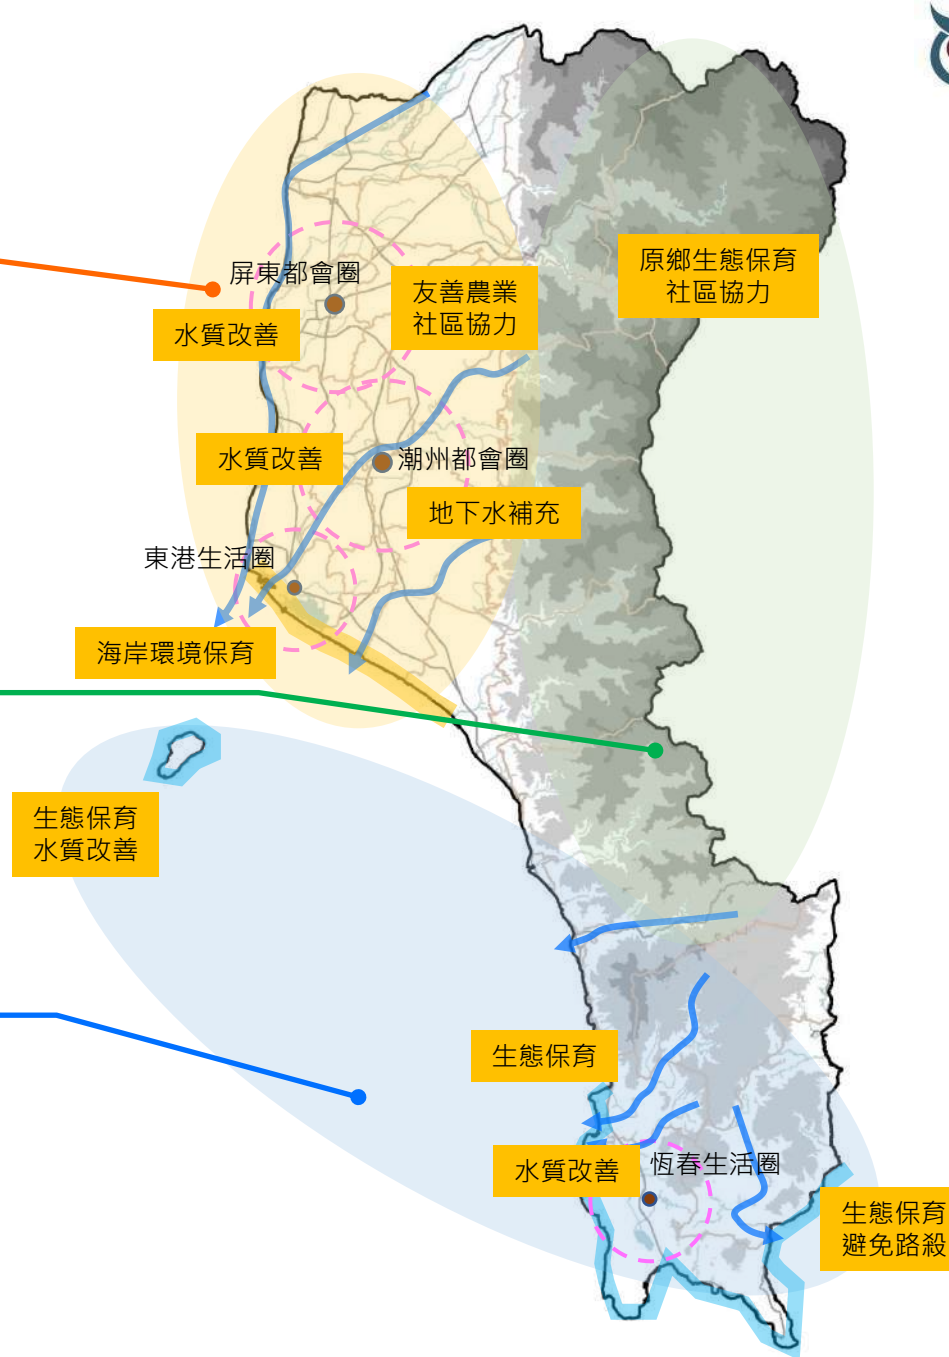 原鄉生態保育
社區協力
屏東都會圈
友善農業
社區協力
水質改善
水質改善
潮州都會圈
地下水補充
東港生活圈
海岸環境保育
生態保育
水質改善
生態保育
水質改善
恆春生活圈
生態保育
避免路殺